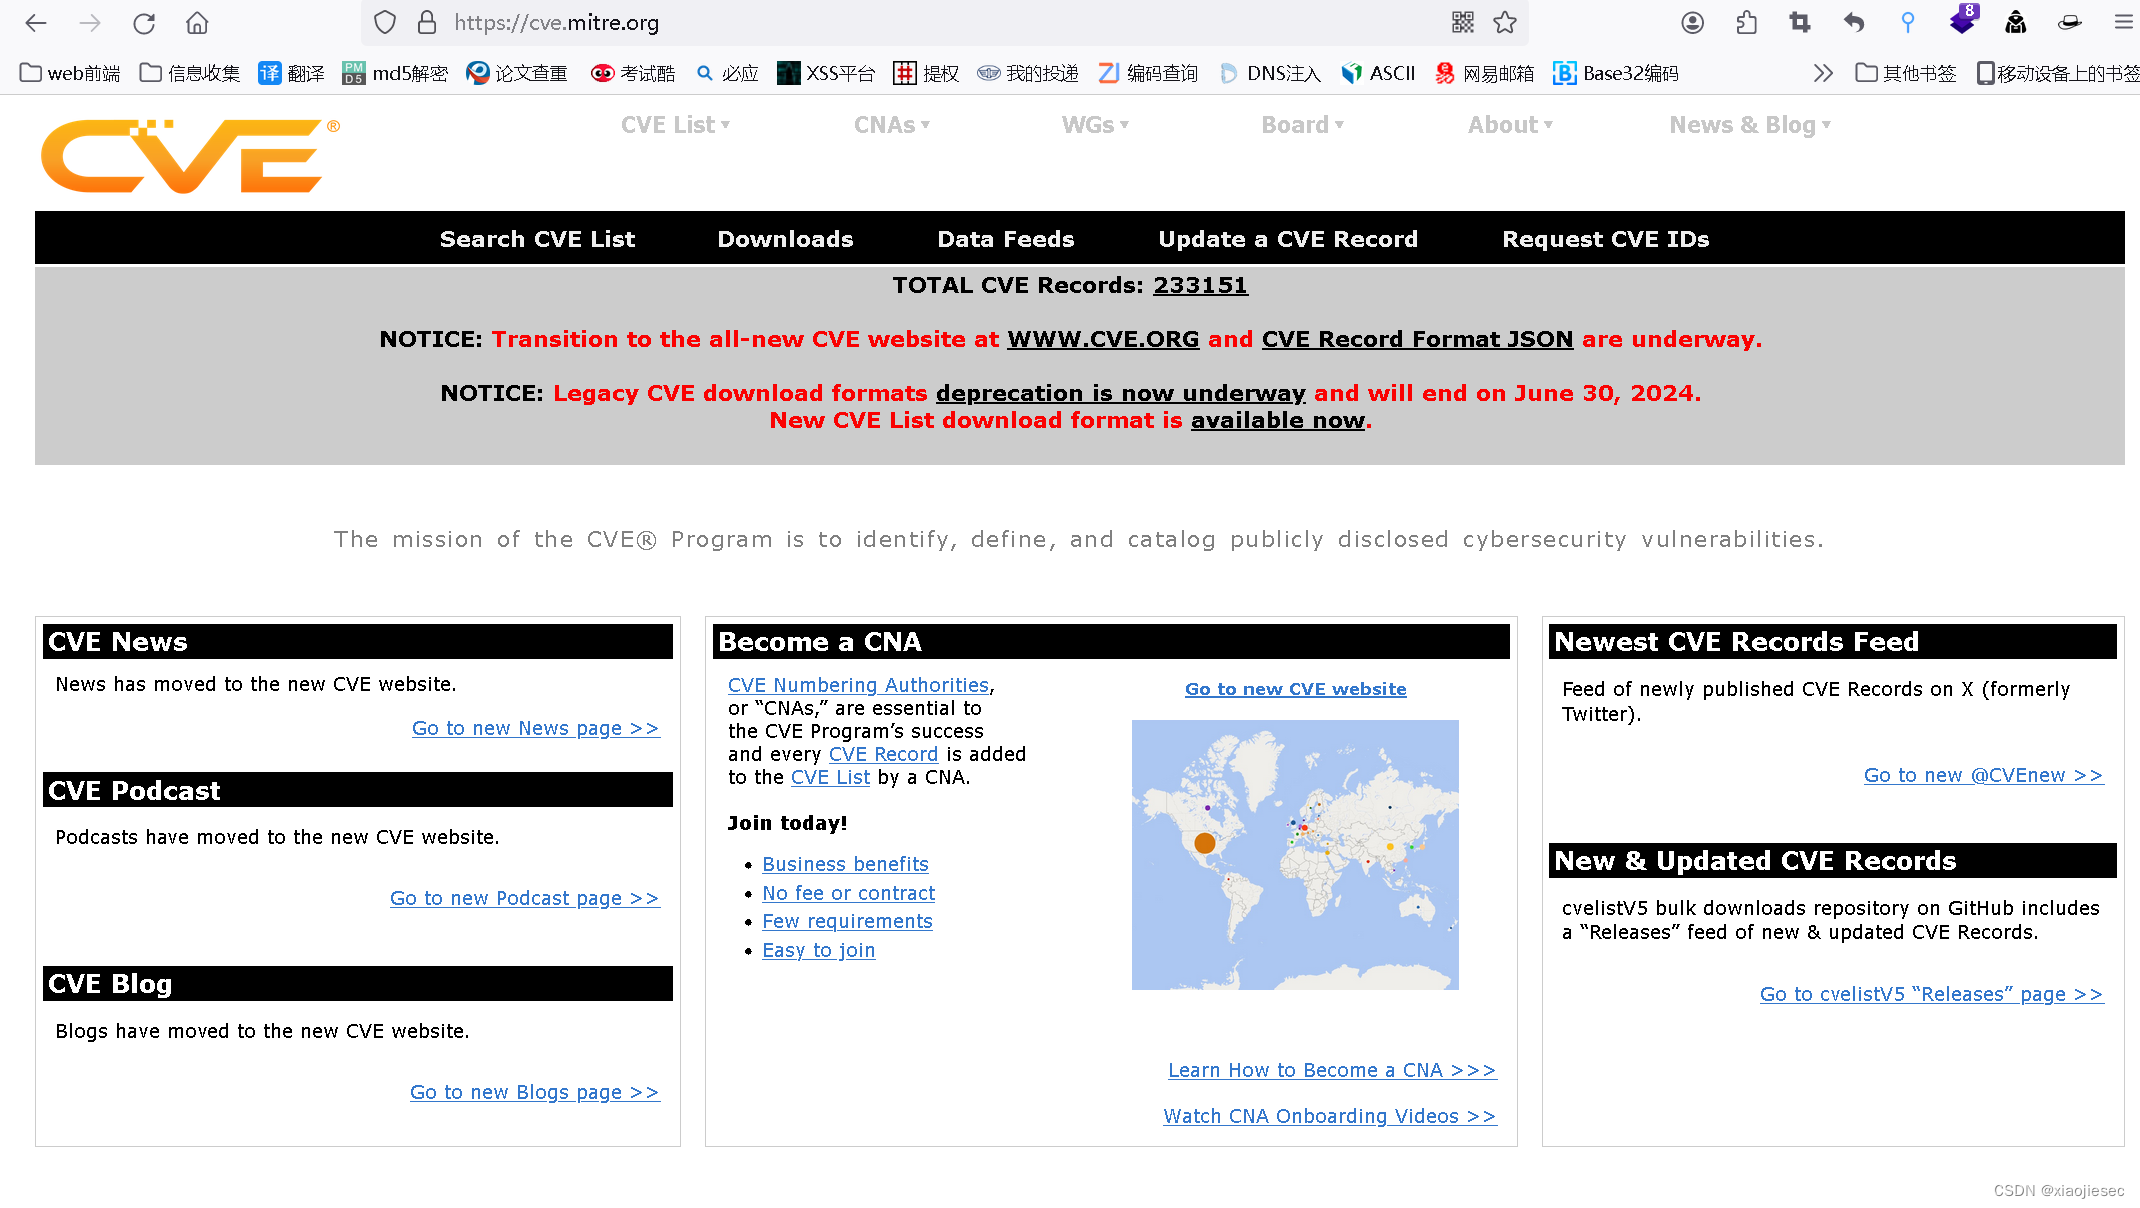 https://cve.mitre.org
8
web前端 信息收集 译 翻译 PM D5 md5解密 论文查重 考试酷 必应 XSS平台 提权 我的投递 编码查询 DNS注入 ASCII 网易邮箱 Base32编码 其他书签 移动设备上的书签
CVE®
CVE List CNAs WGs Board About News & Blog
Search CVE List Downloads Data Feeds Update a CVE Record Request CVE IDs
TOTAL CVE Records: 233151
NOTICE: Transition to the all-new CVE website at WWW.CVE.ORG and CVE Record Format JSON are underway.
NOTICE: Legacy CVE download formats deprecation is now underway and will end on June 30, 2024.
New CVE List download format is available now.
The mission of the CVE® Program is to identify, define, and catalog publicly disclosed cybersecurity vulnerabilities.
CVE News
News has moved to the new CVE website.
Go to new News page >>
CVE Podcast
Podcasts have moved to the new CVE website.
Go to new Podcast page >>
CVE Blog
Blogs have moved to the new CVE website.
Go to new Blogs page >>
Become a CNA
CVE Numbering Authorities,
or “CNAs,” are essential to
the CVE Program’s success
and every CVE Record is added
to the CVE List by a CNA.
Join today!
• Business benefits
• No fee or contract
• Few requirements
• Easy to join
Go to new CVE website
Learn How to Become a CNA >>>
Watch CNA Onboarding Videos >>
Newest CVE Records Feed
Feed of newly published CVE Records on X (formerly
Twitter).
Go to new @CVEnew >>
New & Updated CVE Records
cvelistV5 bulk downloads repository on GitHub includes
a “Releases” feed of new & updated CVE Records.
Go to cvelistV5 “Releases” page >>
CSDN @xiaojiesec